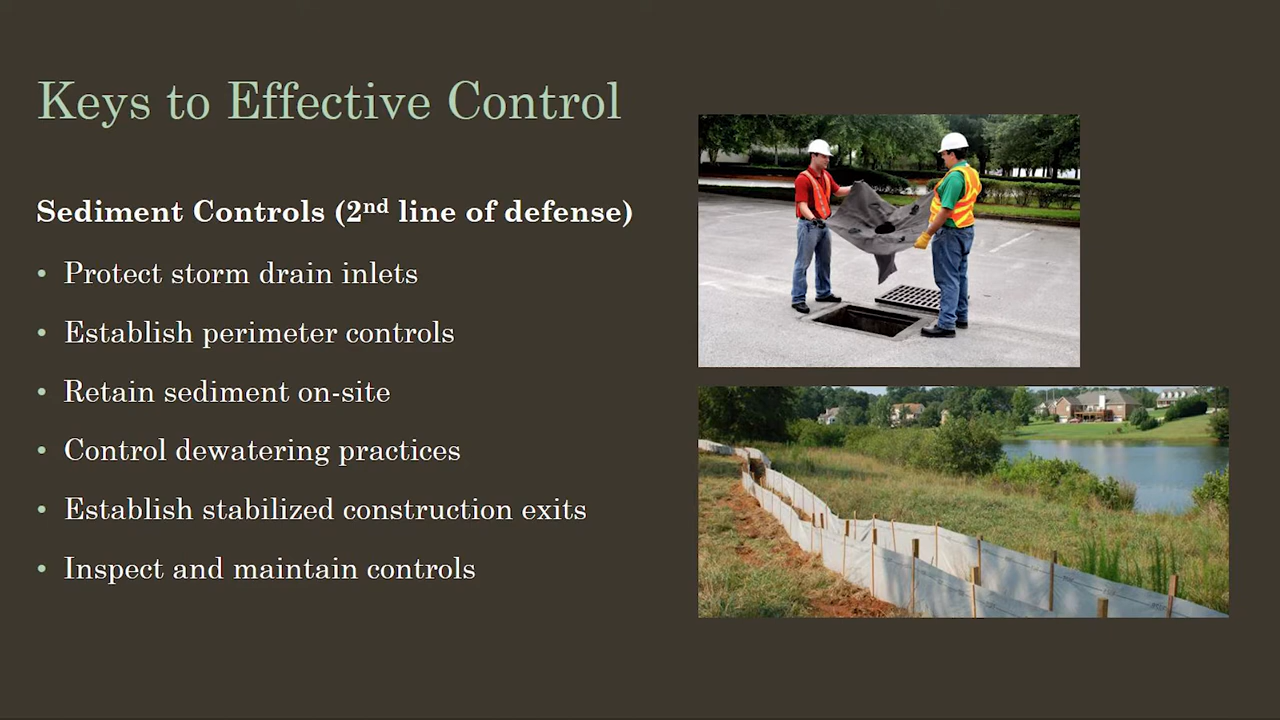 Keys to Effective Control
Sediment Controls (2nd line of defense)
• Protect storm drain inlets
• Establish perimeter controls
• Retain sediment on-site
• Control dewatering practices
• Establish stabilized construction exits
• Inspect and maintain controls